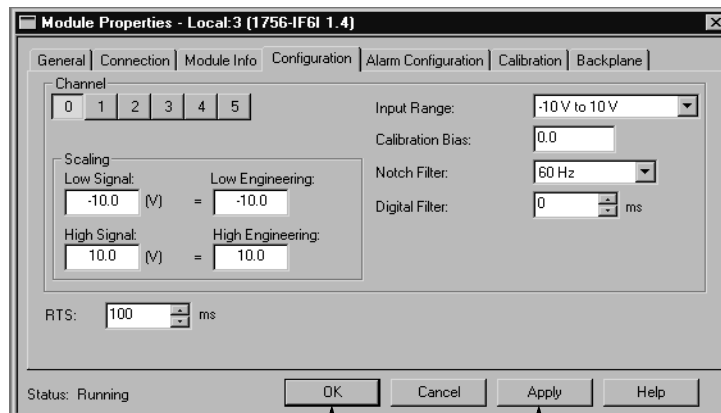 Module Properties - Local:3 (1756-IF6I 1.4)
General Connection Module Info Configuration Alarm Configuration Calibration Backplane
Channel
0 1 2 3 4 5
Input Range: -10 V to 10 V
Calibration Bias: 0.0
Notch Filter: 60 Hz
Digital Filter: 0 ms
Scaling
Low Signal: Low Engineering:
-10.0 (V) = -10.0
High Signal: High Engineering:
10.0 (V) = 10.0
RTS: 100 ms
Status: Running OK Cancel Apply Help